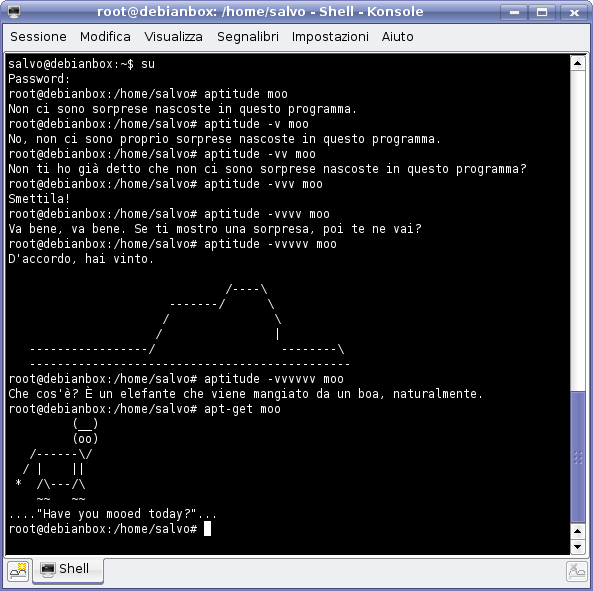 root@debianbox: /home/salvo - Shell - Konsole
Sessione Modifica Visualizza Segnalibri Impostazioni Aiuto
salvo@debianbox:~$ su
Password:
root@debianbox:/home/salvo# aptitude moo
Non ci sono sorprese nascoste in questo programma.
root@debianbox:/home/salvo# aptitude -v moo
No, non ci sono proprio sorprese nascoste in questo programma.
root@debianbox:/home/salvo# aptitude -vv moo
Non ti ho già detto che non ci sono sorprese nascoste in questo programma?
root@debianbox:/home/salvo# aptitude -vvv moo
Smettila!
root@debianbox:/home/salvo# aptitude -vvvv moo
Va bene, va bene. Se ti mostro una sorpresa, poi te ne vai?
root@debianbox:/home/salvo# aptitude -vvvvv moo
D'accordo, hai vinto.

                               /----\
                       -------/      \
                      /               \
                     /                |
   -----------------/                  --------\
   ----------------------------------------------
root@debianbox:/home/salvo# aptitude -vvvvvv moo
Che cos'è? È un elefante che viene mangiato da un boa, naturalmente.
root@debianbox:/home/salvo# apt-get moo
         (__)
         (oo)
   /------\/
  / |    ||
 *  /\---/\
    ~~   ~~
...."Have you mooed today?"...
root@debianbox:/home/salvo#
Shell